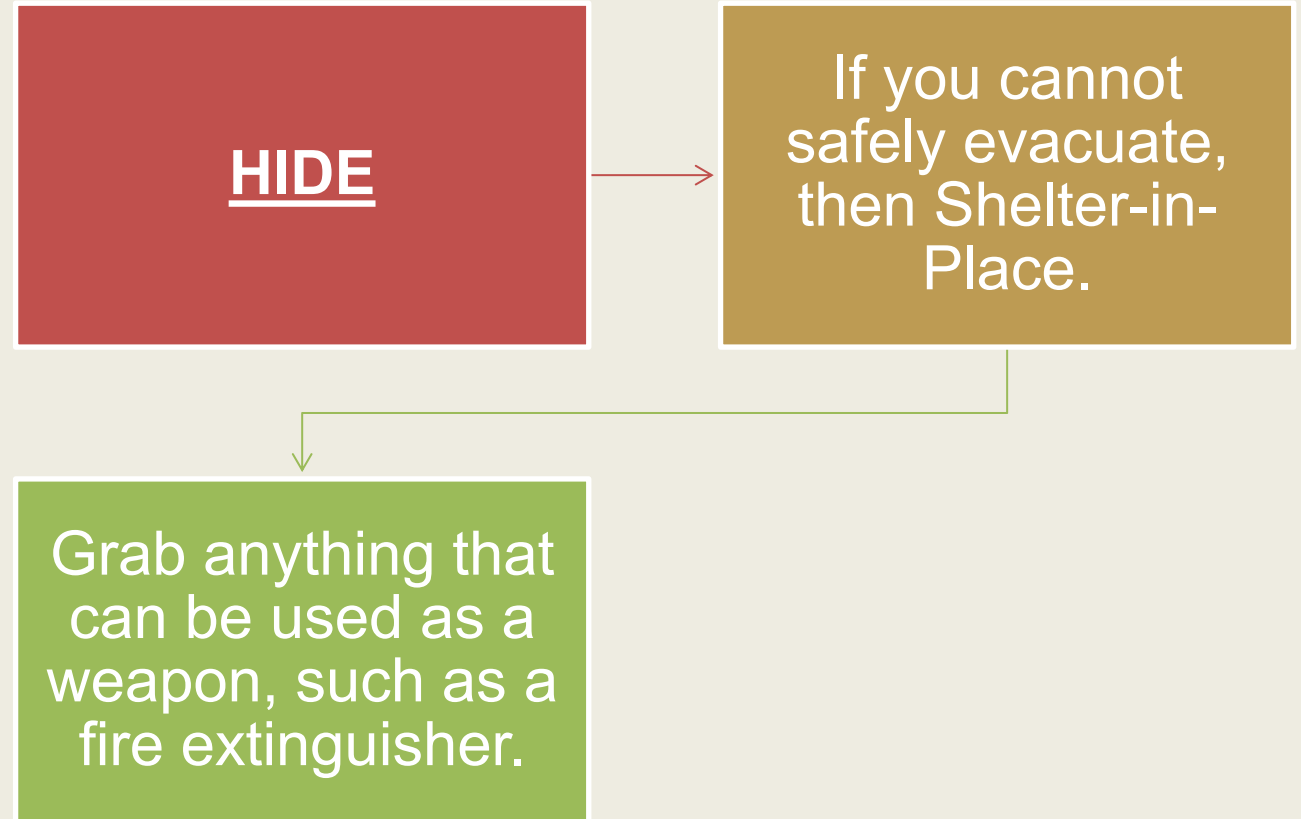 HIDE
If you cannot
safely evacuate,
then Shelter-in-
Place.
Grab anything that
can be used as a
weapon, such as a
fire extinguisher.